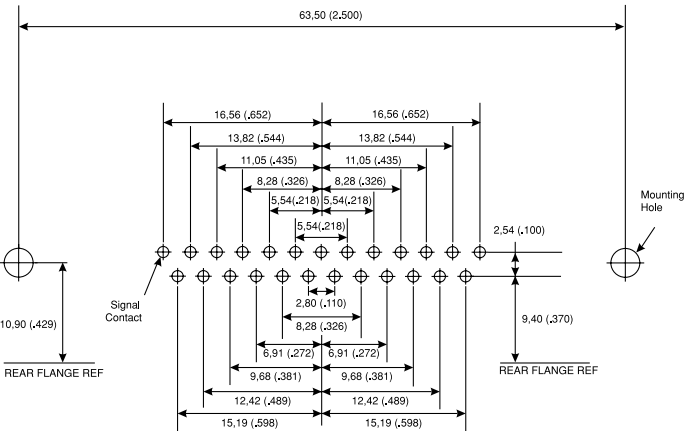 63,50 (2.500)
16,56 (.652) 16,56 (.652)
13,82 (.544) 13,82 (.544)
11,05 (.435) 11,05 (.435)
8,28 (.326) 8,28 (.326)
5,54(.218) 5,54(.218)
5,54(.218)
Mounting
Hole
2,54 (.100)
Signal
Contact
2,80 (.110)
10,90 (.429)
8,28 (.326)
9,40 (.370)
6,91 (.272) 6,91 (.272)
REAR FLANGE REF
REAR FLANGE REF
9,68 (.381) 9,68 (.381)
12,42 (.489) 12,42 (.489)
15,19 (.598) 15,19 (.598)